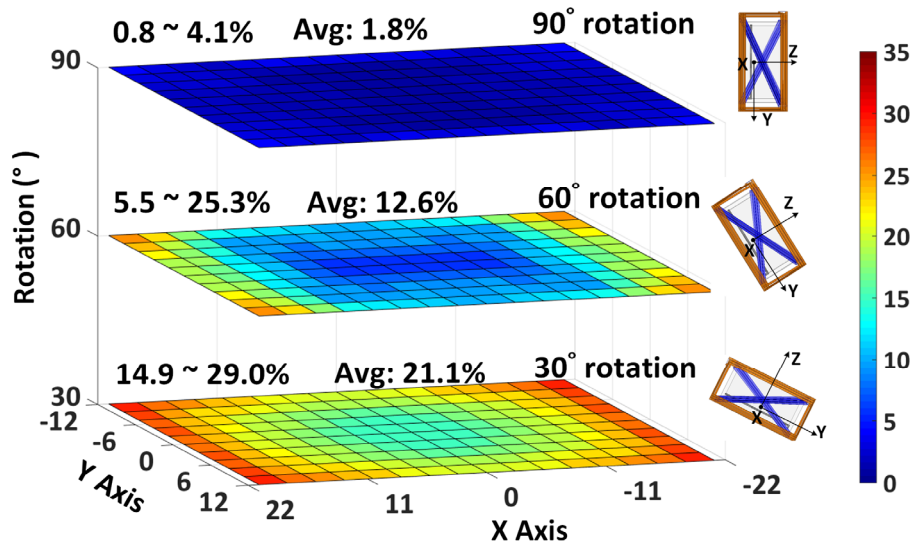 0.8 ~ 4.1% Avg: 1.8% 90° rotation
5.5 ~ 25.3% Avg: 12.6% 60° rotation
14.9 ~ 29.0% Avg: 21.1% 30° rotation
Rotation (°)
90
60
30
-12
-6
0
6
12
Y Axis
22
11
0
-11
-22
X Axis
X
Z
Y
Z
X
Y
Z
X
Y
35
30
25
20
15
10
5
0